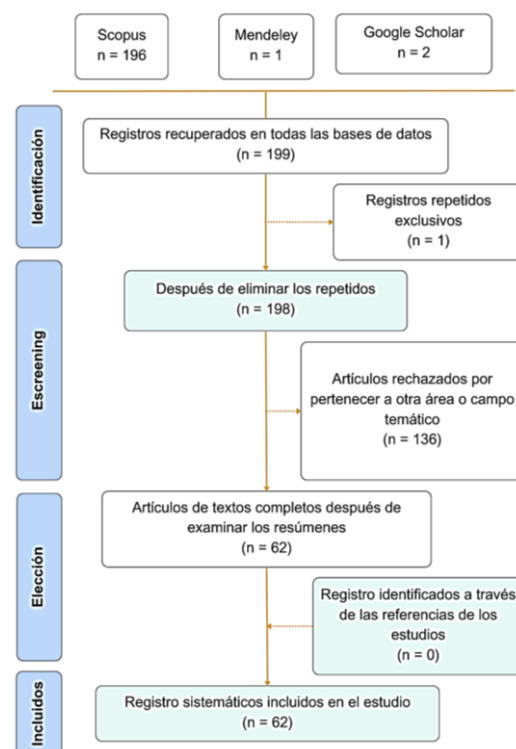 Scopus
n = 196
Mendeley
n = 1
Google Scholar
n = 2
Identificación
Registros recuperados en todas las bases de datos
(n = 199)
Registros repetidos
exclusivos
(n = 1)
Escreening
Después de eliminar los repetidos
(n = 198)
Artículos rechazados por
pertenecer a otra área o campo
temático
(n = 136)
Elección
Artículos de textos completos después de
examinar los resúmenes
(n = 62)
Registro identificados a través
de las referencias de los
estudios
(n = 0)
Incluidos
Registro sistemáticos incluidos en el estudio
(n = 62)